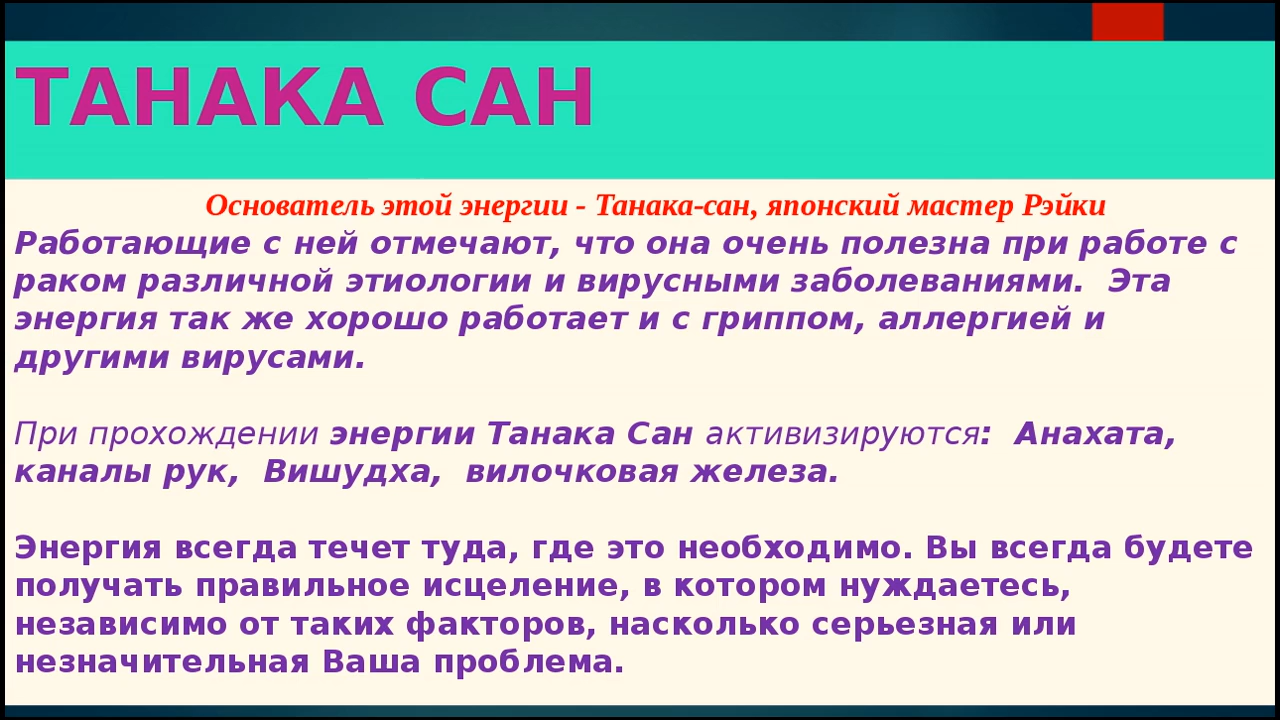 ТАНАКА САН
Основатель этой энергии - Танака-сан, японский мастер Рэйки
Работающие с ней отмечают, что она очень полезна при работе с
раком различной этиологии и вирусными заболеваниями.  Эта
энергия так же хорошо работает и с гриппом, аллергией и
другими вирусами.
При прохождении энергии Танака Сан активизируются:  Анахата,
каналы рук,  Вишудха,  вилочковая железа.
Энергия всегда течет туда, где это необходимо. Вы всегда будете
получать правильное исцеление, в котором нуждаетесь,
независимо от таких факторов, насколько серьезная или
незначительная Ваша проблема.